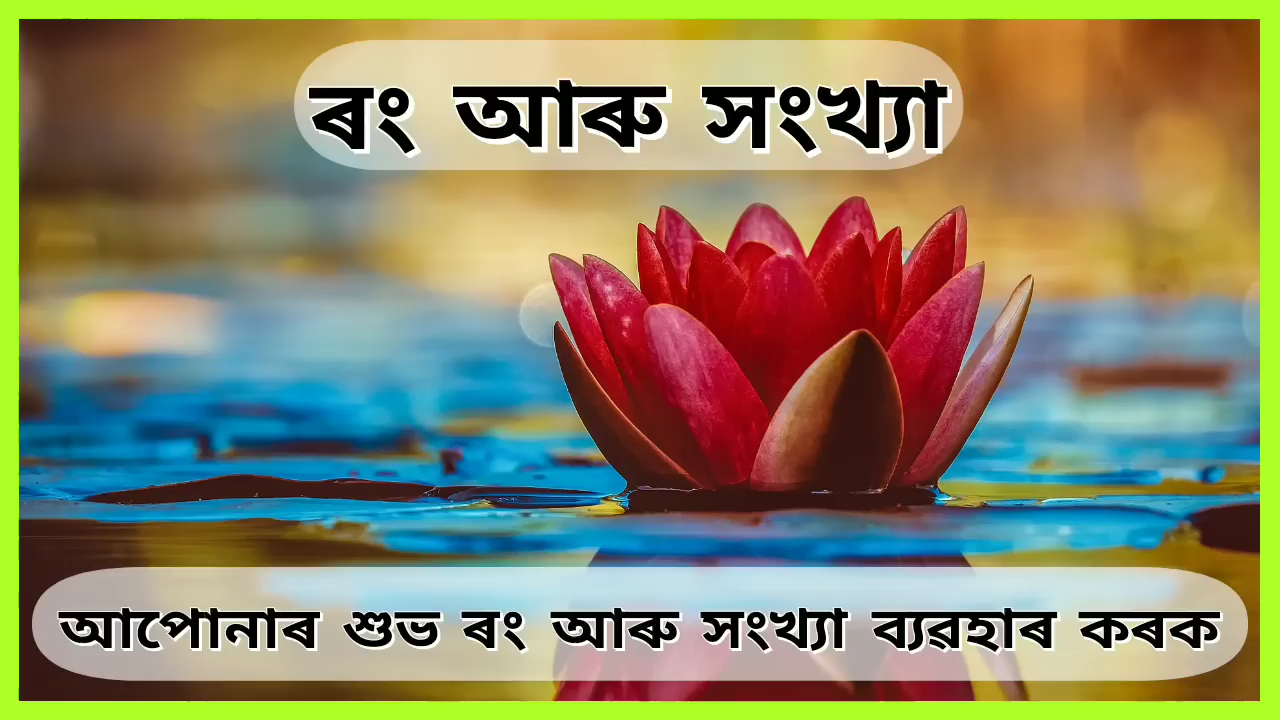 ৰং আৰু সংখ্যা
আপোনাৰ শুভ ৰং আৰু সংখ্যা ব্যৱহাৰ কৰক